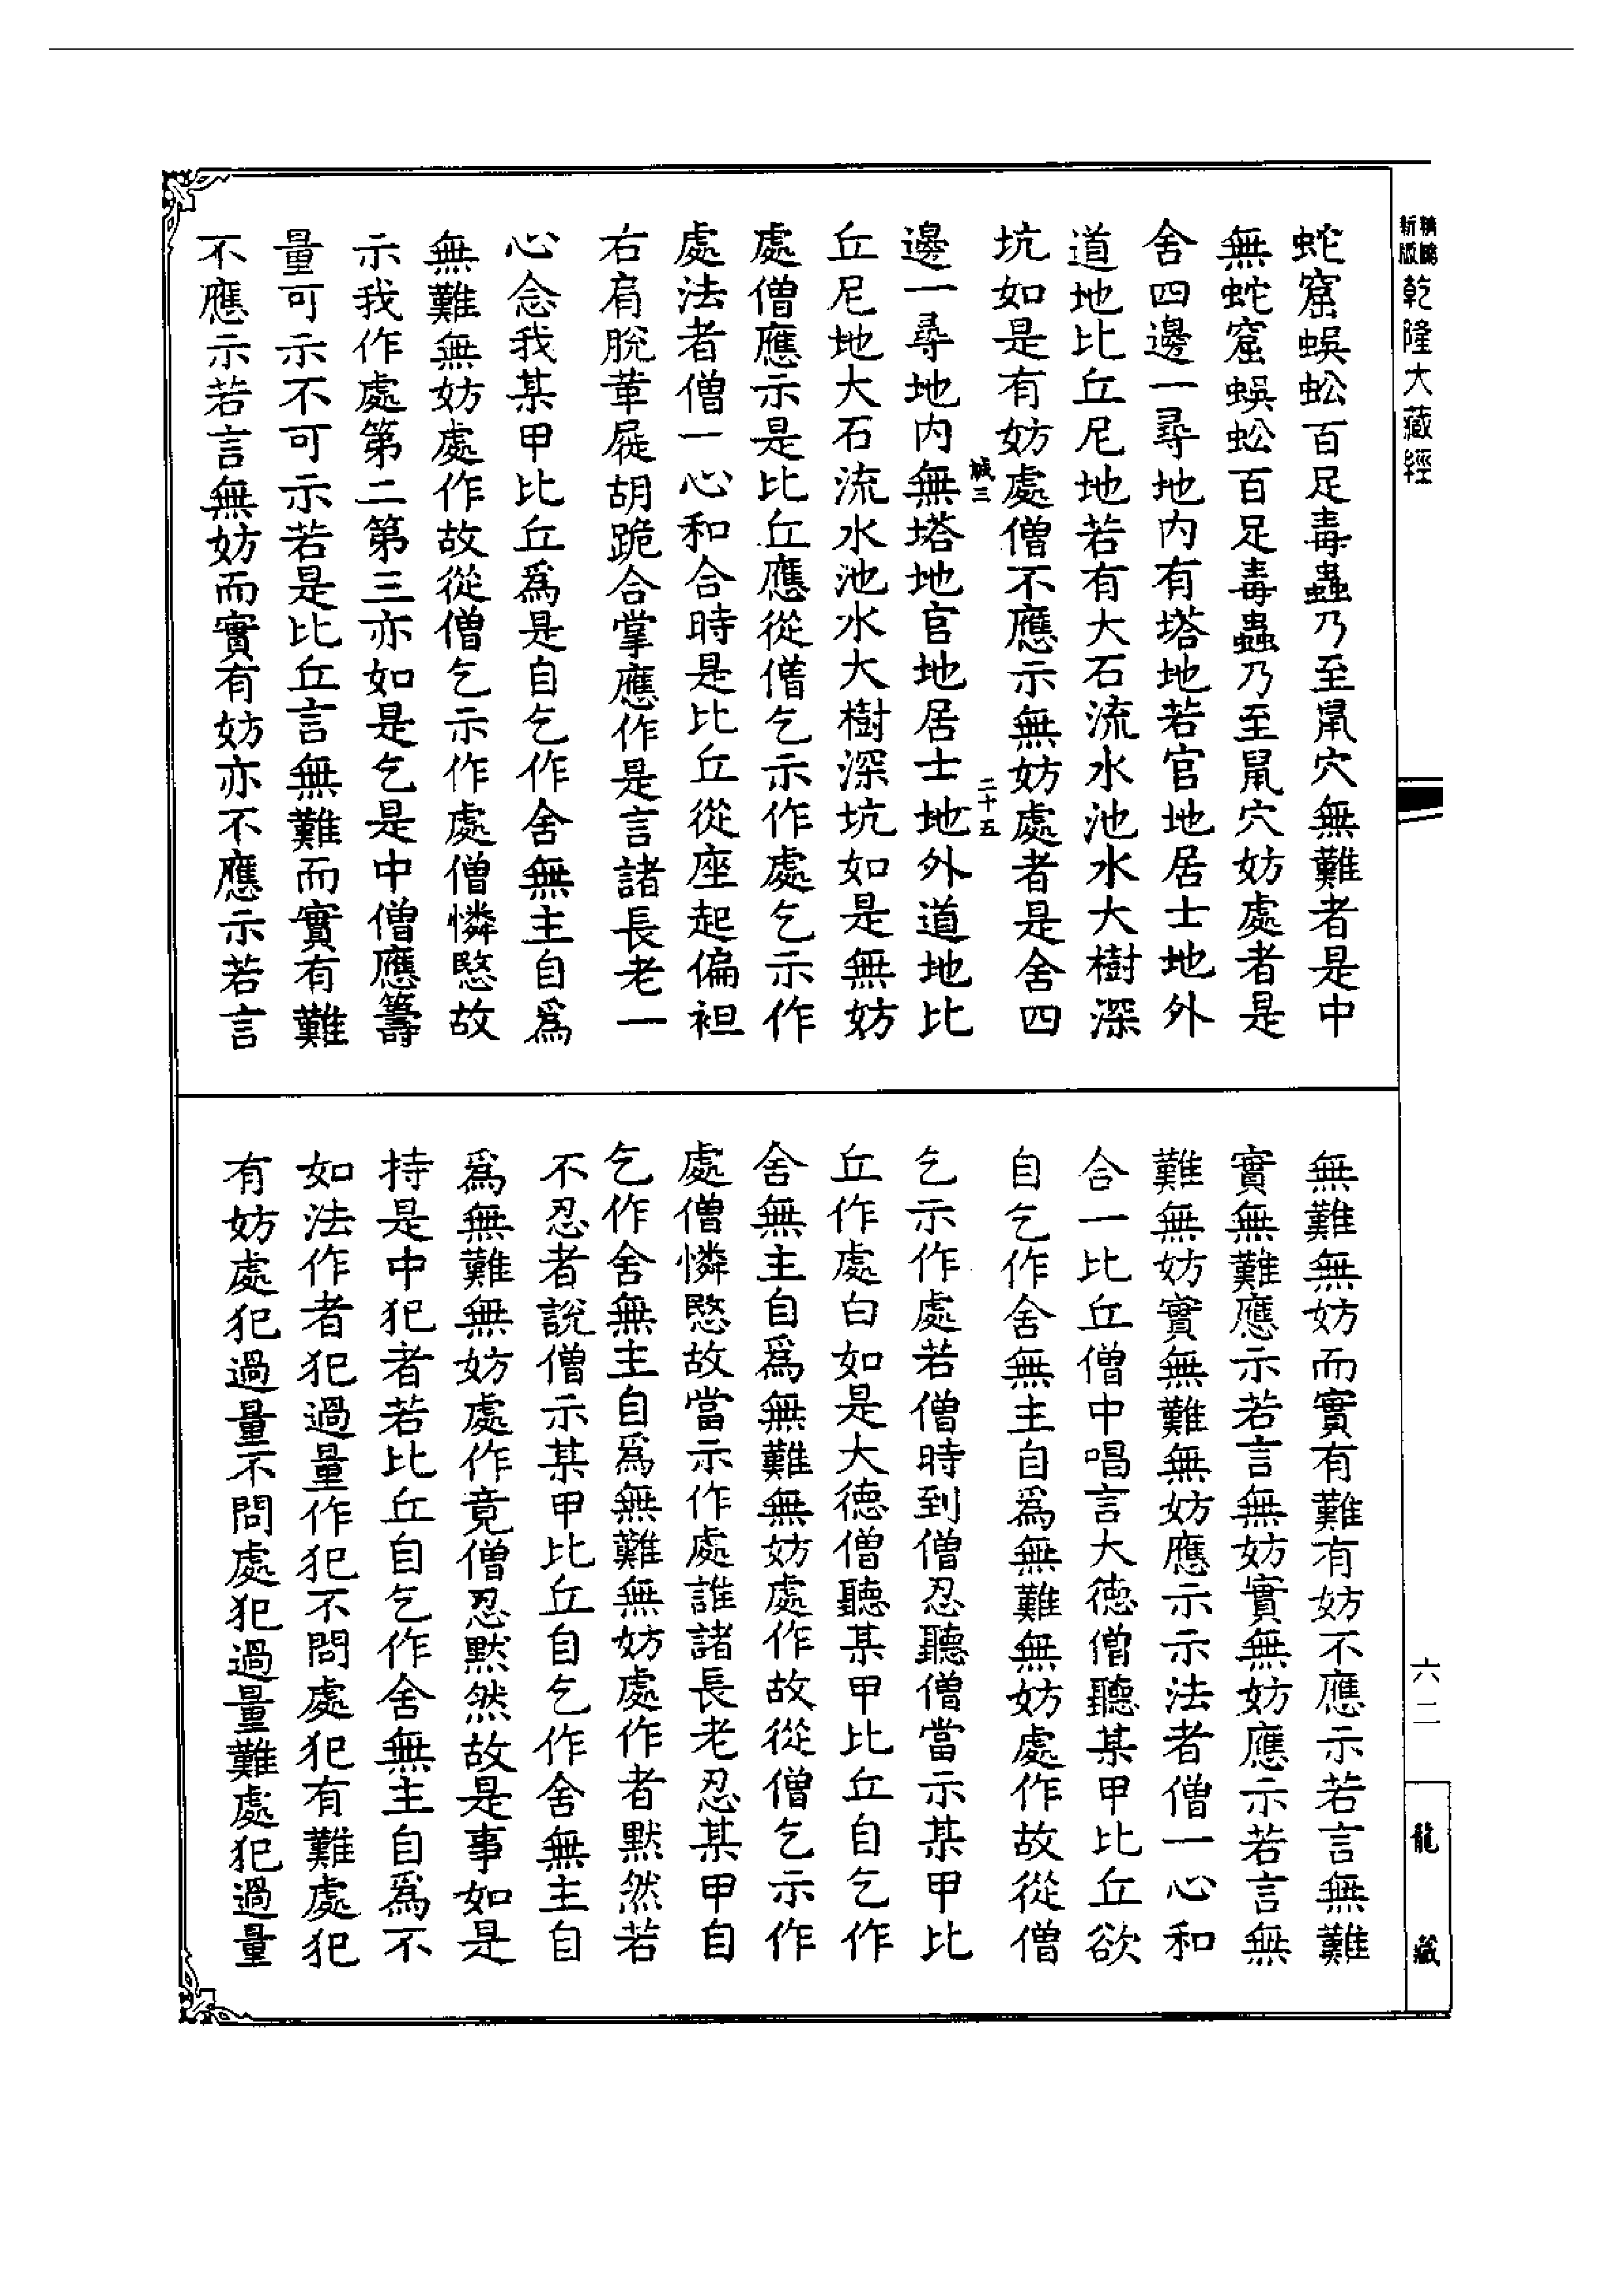 乾隆大藏經
蛇窟蜈蚣百足毒蟲乃至鼠穴無難者是中
無蛇窟蜈蚣百足毒蟲乃至鼠穴妨處者是
舍四邊一尋地內有塔地若官地居士地外
道地比丘尼地若有大石流水池水大樹深
坑如是有妨處僧不應示無妨處者是舍四
誠三
二十五
邊一尋地內無塔地官地居士地外道地比
丘尼地大石流水池水大樹深坑如是無妨
處僧應示是比丘應從僧乞示作處乞示作
處法者僧一心和合時是比丘從座起偏袒
右肩脫革屣胡跪合掌應作是言諸長老一
心念我某甲比丘爲是自乞作舍無主自爲
無難無妨處作故從僧乞示作處僧憐愍故
示我作處第二第三亦如是乞是中僧應籌
量可示不可示若是比丘言無難而實有難
不應示若言無妨而實有妨亦不應示若言
無難無妨而實有難有妨不應示若言無難
實無難應示若言無妨實無妨應示若言無
難無妨實無難無妨應示示法者僧一心和
合一比丘僧中唱言大德僧聽某甲比丘欲
自乞作舍無主自爲無難無妨處作故從僧
乞示作處若僧時到僧忍聽僧當示某甲比
丘作處白如是大德僧聽某甲比丘自乞作
舍無主自爲無難無妨處作故從僧乞示作
處僧憐愍故當示作處誰諸長老忍某甲自
乞作舍無主自爲無難無妨處作者默然若
不忍者說僧示某甲比丘自乞作舍無主自
爲無難無妨處作竟僧忍默然故是事如是
持是中犯者若比丘自乞作舍無主自爲不
如法作者犯過量作犯不問處犯有難處犯
有妨處犯過量不問處犯過量難處犯過量
六二
龍藏